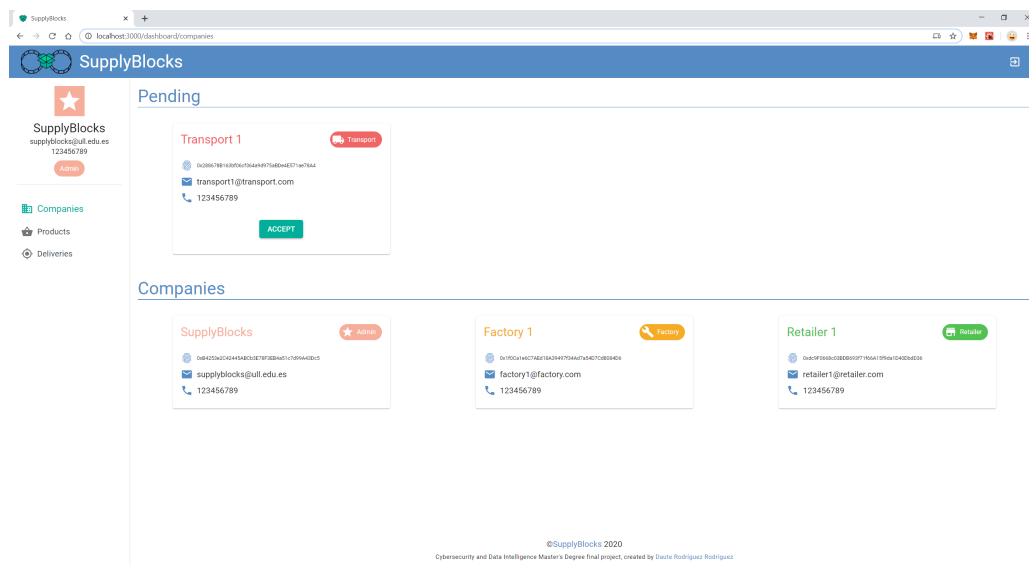 SupplyBlocks
localhost:3000/dashboard/companies
SupplyBlocks
SupplyBlocks
supplyblocks@ull.edu.es
123456789
Admin
Companies
Products
Deliveries
Pending
Transport 1
Transport
transport1@transport.com
123456789
ACCEPT
Companies
SupplyBlocks
Admin
supplyblocks@ull.edu.es
123456789
Factory 1
Factory
factory1@factory.com
123456789
Retailer 1
Retailer
retailer1@retailer.com
123456789
©SupplyBlocks 2020
Cybersecurity and Data Intelligence Master's Degree final project, created by Daute Rodríguez Rodríguez